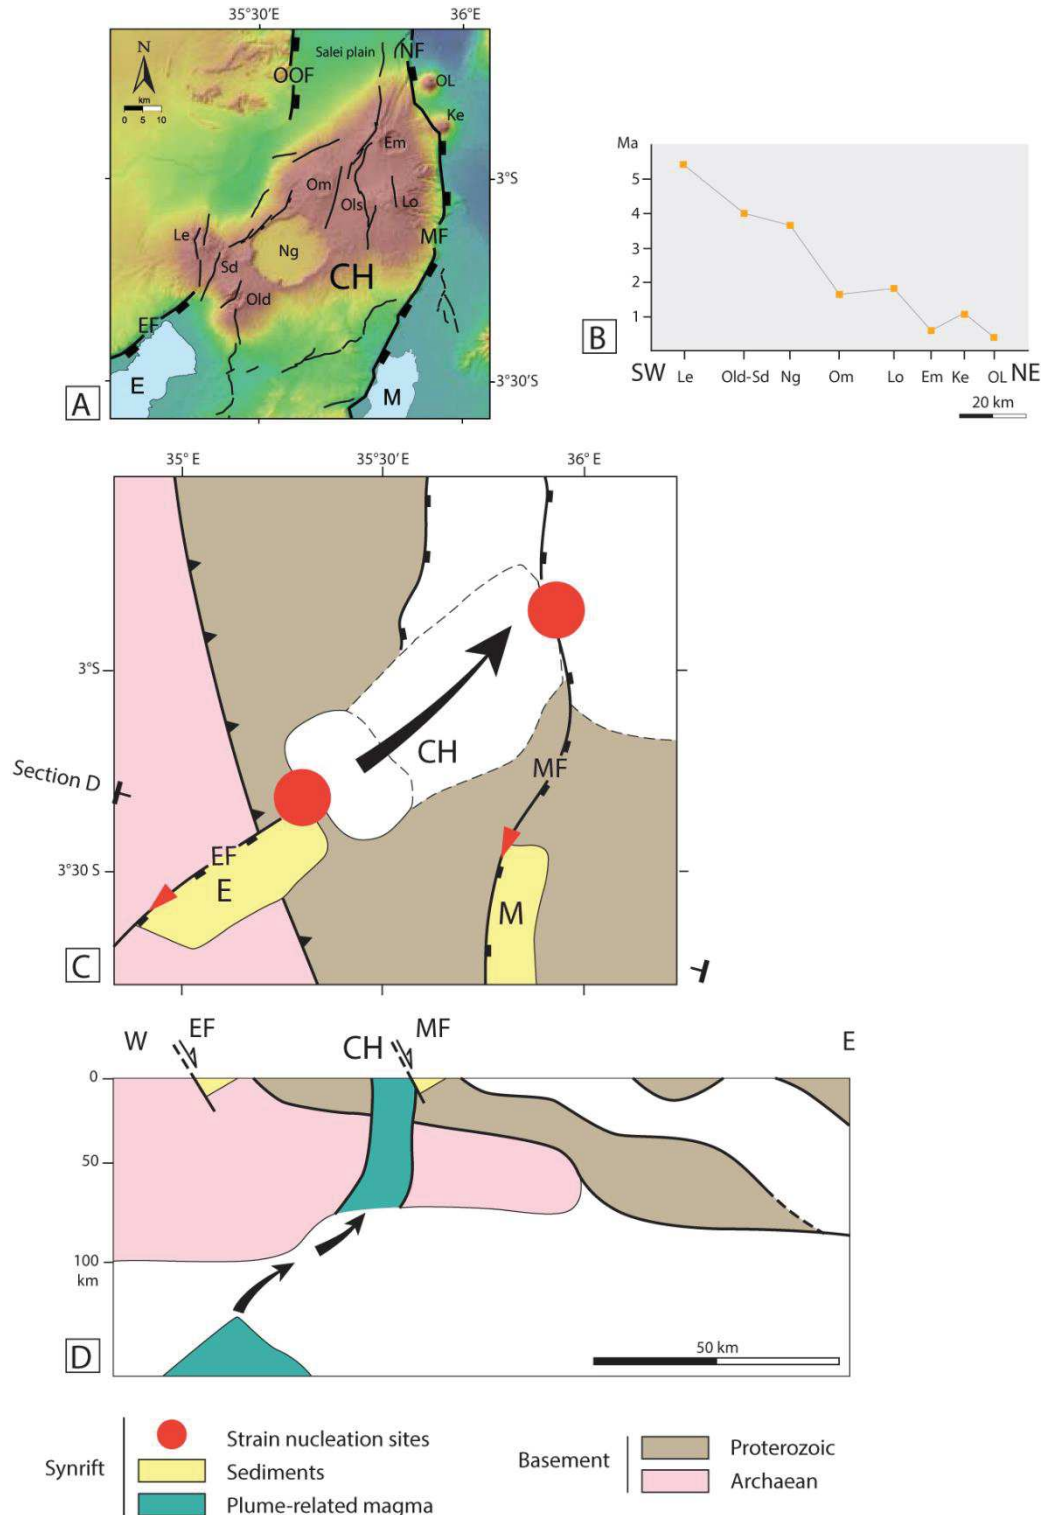 35°30′E
36°E
N
km
0 5 10
Salei plain
NF
OOF
OL
Ke
Em
3°S
Om
Ols
Lo
Le
MF
Ng
Sd
CH
Old
EF
E
M
3°30′S
A
Ma
5
4
3
2
1
B
SW Le Old-Sd Ng Om Lo Em Ke OL NE
20 km
35° E
35°30′E
36° E
3°S
CH
MF
Section D
EF
E
3°30 S
M
C
W
EF
CH
MF
E
0
50
100
km
D
50 km
Synrift
Strain nucleation sites
Sediments
Plume-related magma
Basement
Proterozoic
Archaean